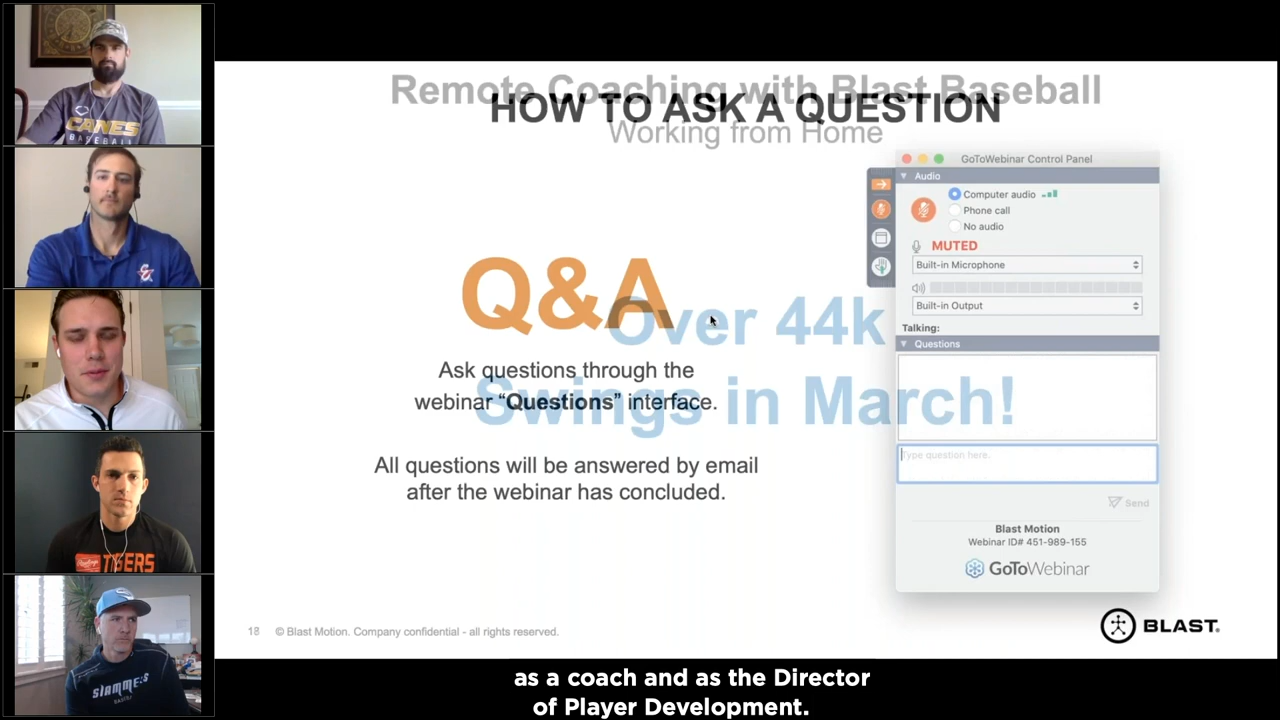 Remote Coaching with Blast Baseball
HOW TO ASK A QUESTION
Working from Home
GoToWebinar Control Panel
Audio
Computer audio
Phone call
No audio
MUTED
Built-in Microphone
Built-in Output
Talking:
Questions
Type question here.
Send
Blast Motion
Webinar ID# 451-989-155
GoToWebinar
Q&A
Over 44k
Swings in March!
Ask questions through the
webinar “Questions” interface.
All questions will be answered by email
after the webinar has concluded.
© Blast Motion. Company confidential - all rights reserved.
BLAST.
CANES
BASEBALL
Rawlings
TIGERS
SLAMMERS
as a coach and as the Director
of Player Development.